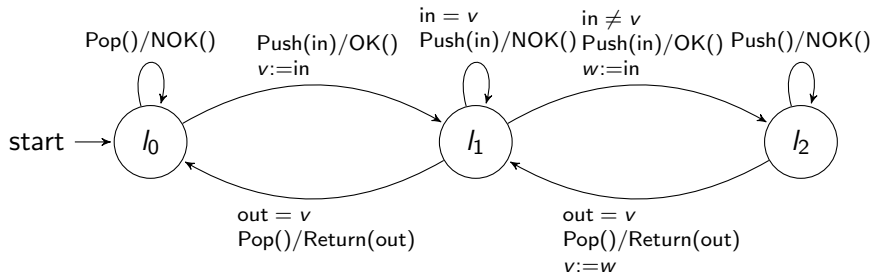 Pop()/NOK()
Push(in)/OK()
v:=in
in = v
Push(in)/NOK()
in ≠ v
Push(in)/OK()
w:=in
Push()/NOK()
start
l0
l1
l2
out = v
Pop()/Return(out)
out = v
Pop()/Return(out)
v:=w